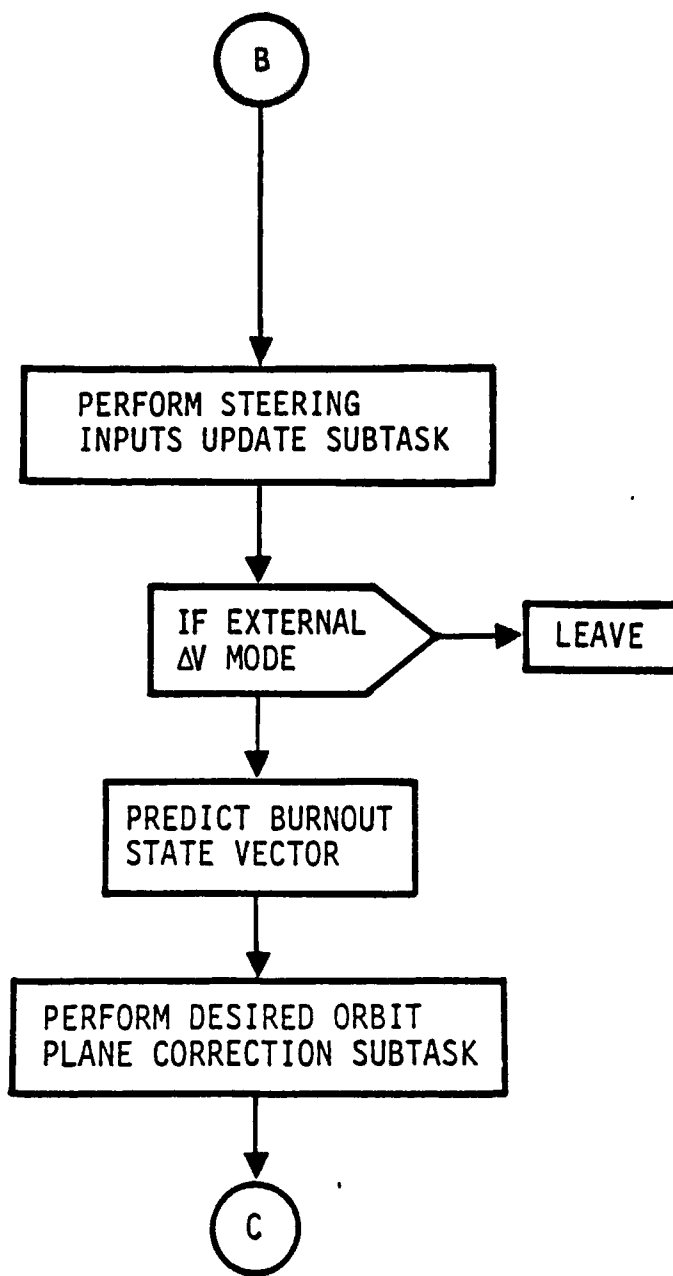 B
PERFORM STEERING
INPUTS UPDATE SUBTASK
IF EXTERNAL
ΔV MODE
LEAVE
PREDICT BURNOUT
STATE VECTOR
PERFORM DESIRED ORBIT
PLANE CORRECTION SUBTASK
C